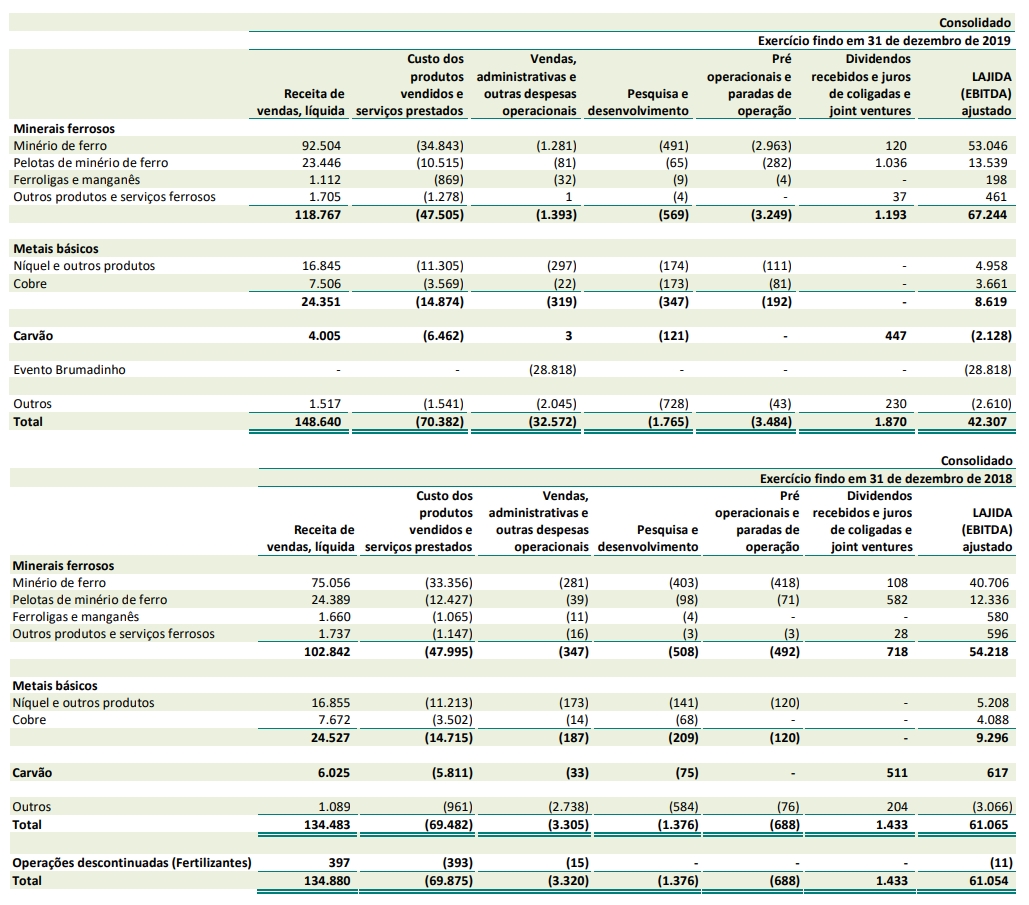 Consolidado
Exercício findo em 31 de dezembro de 2019
Custo dos Vendas, Pré Dividendos
produtos administrativas e operacionais e recebidos e juros LAJIDA
Receita de vendidos e outras despesas Pesquisa e paradas de de coligadas e (EBITDA)
vendas, líquida serviços prestados operacionais desenvolvimento operação joint ventures ajustado
Minerais ferrosos
Minério de ferro 92.504 (34.843) (1.281) (491) (2.963) 120 53.046
Pelotas de minério de ferro 23.446 (10.515) (81) (65) (282) 1.036 13.539
Ferroligas e manganês 1.112 (869) (32) (9) (4) - 198
Outros produtos e serviços ferrosos 1.705 (1.278) 1 (4) - 37 461
118.767 (47.505) (1.393) (569) (3.249) 1.193 67.244
Metais básicos
Níquel e outros produtos 16.845 (11.305) (297) (174) (111) - 4.958
Cobre 7.506 (3.569) (22) (173) (81) - 3.661
24.351 (14.874) (319) (347) (192) - 8.619
Carvão 4.005 (6.462) 3 (121) - 447 (2.128)
Evento Brumadinho - - (28.818) - - - (28.818)
Outros 1.517 (1.541) (2.045) (728) (43) 230 (2.610)
Total 148.640 (70.382) (32.572) (1.765) (3.484) 1.870 42.307
Consolidado
Exercício findo em 31 de dezembro de 2018
Custo dos Vendas, Pré Dividendos
produtos administrativas e operacionais e recebidos e juros LAJIDA
Receita de vendidos e outras despesas Pesquisa e paradas de de coligadas e (EBITDA)
vendas, líquida serviços prestados operacionais desenvolvimento operação joint ventures ajustado
Minerais ferrosos
Minério de ferro 75.056 (33.356) (281) (403) (418) 108 40.706
Pelotas de minério de ferro 24.389 (12.427) (39) (98) (71) 582 12.336
Ferroligas e manganês 1.660 (1.065) (11) (4) - - 580
Outros produtos e serviços ferrosos 1.737 (1.147) (16) (3) (3) 28 596
102.842 (47.995) (347) (508) (492) 718 54.218
Metais básicos
Níquel e outros produtos 16.855 (11.213) (173) (141) (120) - 5.208
Cobre 7.672 (3.502) (14) (68) - - 4.088
24.527 (14.715) (187) (209) (120) - 9.296
Carvão 6.025 (5.811) (33) (75) - 511 617
Outros 1.089 (961) (2.738) (584) (76) 204 (3.066)
Total 134.483 (69.482) (3.305) (1.376) (688) 1.433 61.065
Operações descontinuadas (Fertilizantes) 397 (393) (15) - - - (11)
Total 134.880 (69.875) (3.320) (1.376) (688) 1.433 61.054